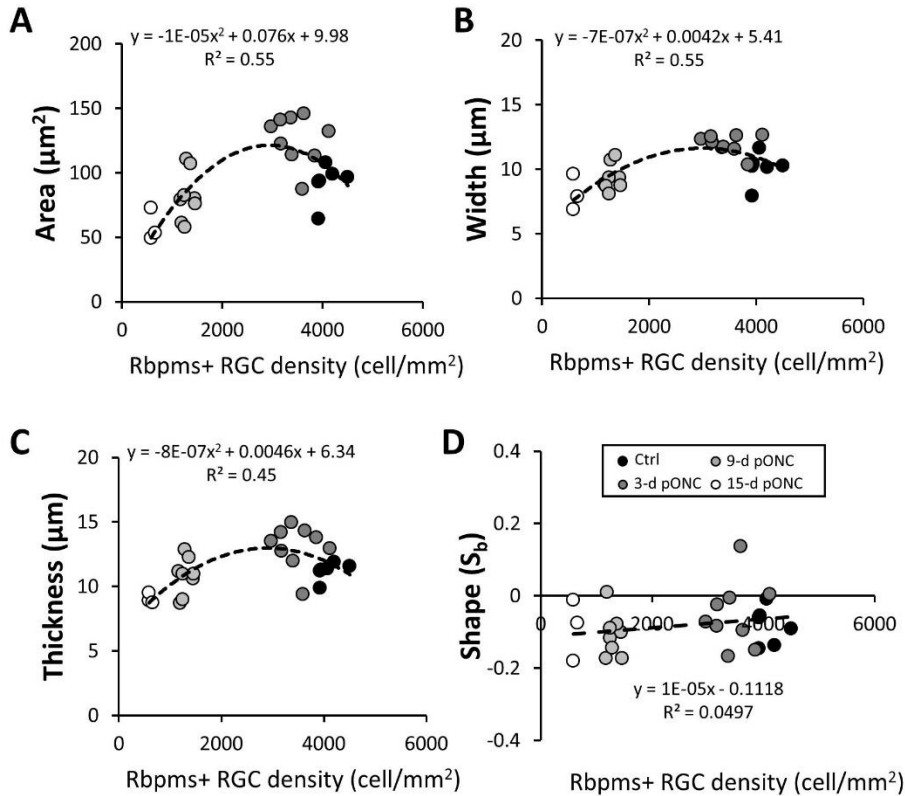 A
y = -1E-05x² + 0.076x + 9.98
R² = 0.55
Area (µm²)
200
150
100
50
0
0 2000 4000 6000
Rbpms+ RGC density (cell/mm²)
B
y = -7E-07x² + 0.0042x + 5.41
R² = 0.55
Width (µm)
20
15
10
5
0
0 2000 4000 6000
Rbpms+ RGC density (cell/mm²)
C
y = -8E-07x² + 0.0046x + 6.34
R² = 0.45
Thickness (µm)
20
15
10
5
0
0 2000 4000 6000
Rbpms+ RGC density (cell/mm²)
D
Shape (Sb)
0.4
0.2
0
-0.2
-0.4
Ctrl 9-d pONC
3-d pONC 15-d pONC
0 2000 4000 6000
y = 1E-05x - 0.1118
R² = 0.0497
Rbpms+ RGC density (cell/mm²)